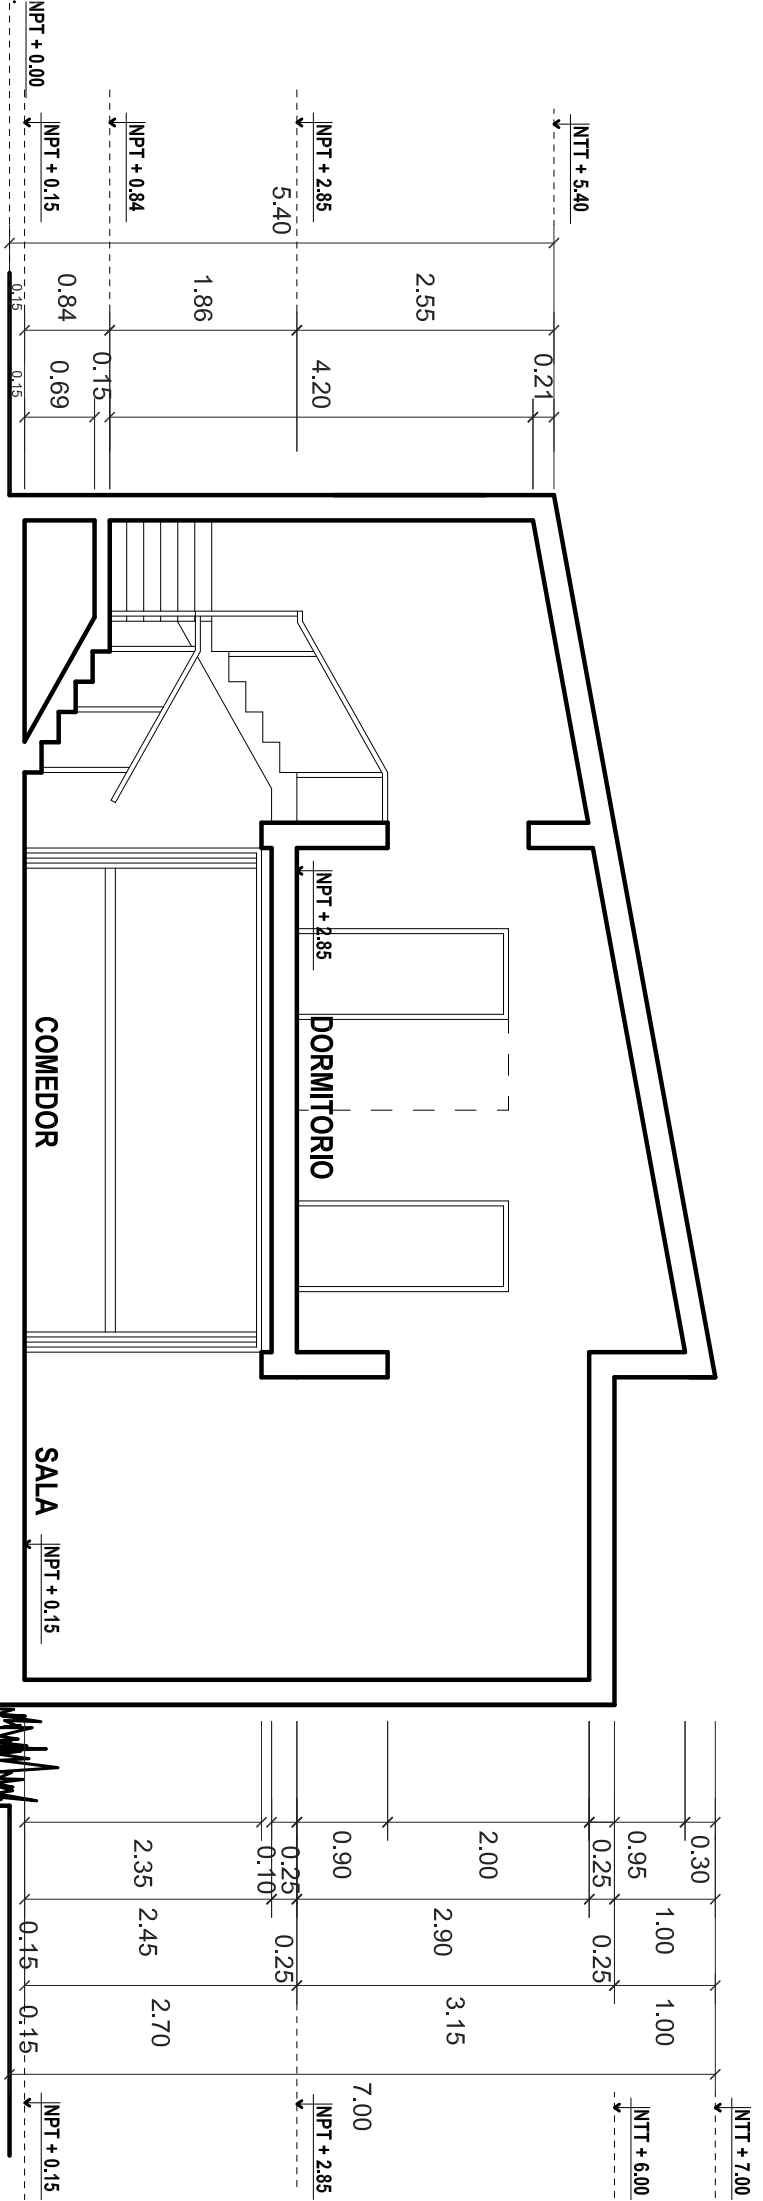 NPT + 0.00
NPT + 0.15
NPT + 0.84
NPT + 2.85
NTT + 5.40
5.40
0.15
0.84
1.86
2.55
0.15
0.69
0.15
4.20
0.21
NPT + 2.85
DORMITORIO
COMEDOR
SALA
NPT + 0.15
2.35
0.10
0.25
0.90
2.00
0.25
0.95
0.30
0.15
2.45
0.25
2.90
0.25
1.00
0.15
2.70
3.15
1.00
7.00
NPT + 0.15
NPT + 2.85
NTT + 6.00
NTT + 7.00